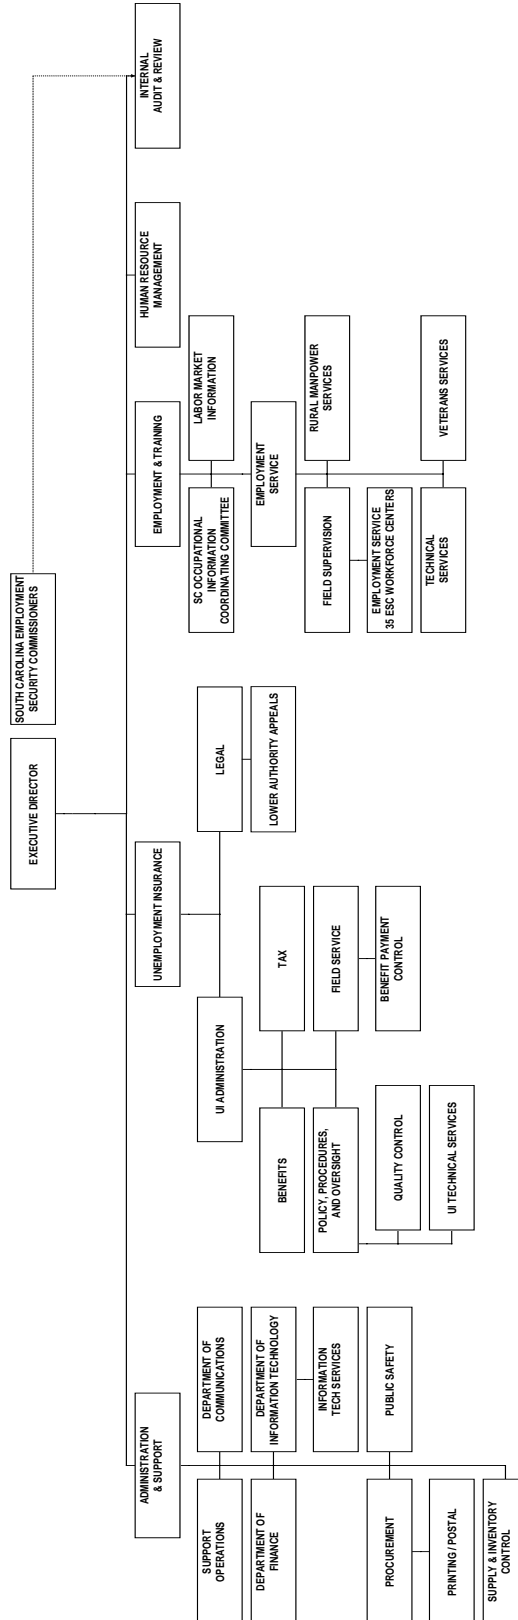 SOUTH CAROLINA EMPLOYMENT
SECURITY COMMISSIONERS
EXECUTIVE DIRECTOR
ADMINISTRATION
& SUPPORT
UNEMPLOYMENT INSURANCE
EMPLOYMENT & TRAINING
HUMAN RESOURCE
MANAGEMENT
INTERNAL
AUDIT & REVIEW
SUPPORT
OPERATIONS
DEPARTMENT OF
COMMUNICATIONS
DEPARTMENT OF
FINANCE
DEPARTMENT OF
INFORMATION TECHNOLOGY
INFORMATION
TECH SERVICES
PROCUREMENT
PUBLIC SAFETY
PRINTING / POSTAL
SUPPLY & INVENTORY
CONTROL
UI ADMINISTRATION
LEGAL
LOWER AUTHORITY APPEALS
BENEFITS
TAX
POLICY, PROCEDURES,
AND OVERSIGHT
FIELD SERVICE
QUALITY CONTROL
BENEFIT PAYMENT
CONTROL
UI TECHNICAL SERVICES
SC OCCUPATIONAL
INFORMATION
COORDINATING COMMITTEE
LABOR MARKET
INFORMATION
EMPLOYMENT
SERVICE
FIELD SUPERVISION
RURAL MANPOWER
SERVICES
EMPLOYMENT SERVICE
35 ESC WORKFORCE CENTERS
TECHNICAL
SERVICES
VETERANS SERVICES